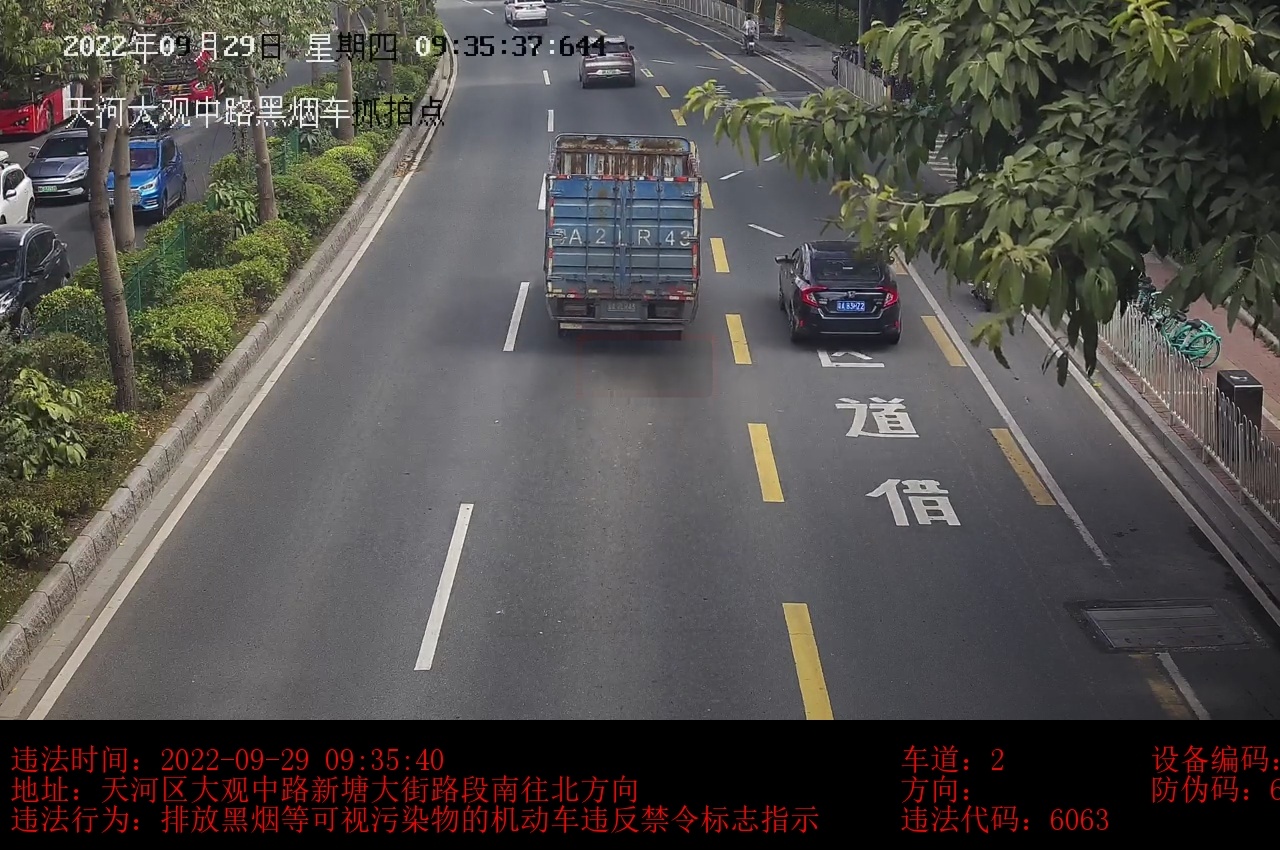 2022年09月29日 星期四 09:35:37:644
天河大观中路黑烟车抓拍点
道
借
违法时间：2022-09-29 09:35:40
车道：2
设备编码：
地址：天河区大观中路新塘大街路段南往北方向
方向：
防伪码：6
违法行为：排放黑烟等可视污染物的机动车违反禁令标志指示
违法代码：6063